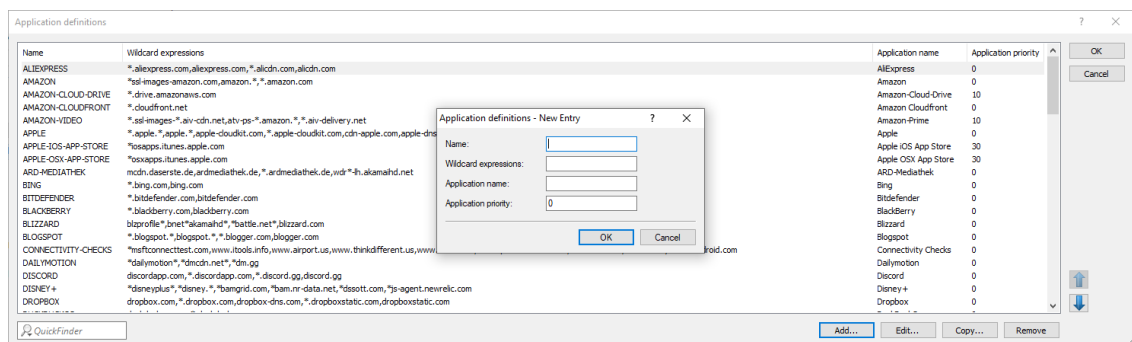 Application definitions ? ×
Name Wildcard expressions Application name Application priority
ALIEXPRESS *.aliexpress.com,aliexpress.com,*.alicdn.com,alicdn.com AliExpress 0
AMAZON *ssl-images-amazon.com,amazon.*,*.amazon.com Amazon 0
AMAZON-CLOUD-DRIVE *.drive.amazonaws.com Amazon-Cloud-Drive 10
AMAZON-CLOUDFRONT *.cloudfront.net Amazon Cloudfront 0
AMAZON-VIDEO *.ssl-images-*.aiv-cdn.net,atv-ps-*.amazon.*,*.aiv-delivery.net Amazon-Prime 10
APPLE *.apple.*,apple.*,apple-cloudkit.com,*.apple-cloudkit.com,cdn-apple.com,apple-dns Apple 0
APPLE-IOS-APP-STORE *iosapps.itunes.apple.com Apple iOS App Store 30
APPLE-OSX-APP-STORE *osxapps.itunes.apple.com Apple OSX App Store 30
ARD-MEDIATHEK mcdn.daserste.de,ardmediathek.de,*.ardmediathek.de,wdr*-lh.akamaihd.net ARD-Mediathek 0
BING *.bing.com,bing.com Bing 0
BITDEFENDER *.bitdefender.com,bitdefender.com Bitdefender 0
BLACKBERRY *.blackberry.com,blackberry.com BlackBerry 0
BLIZZARD blzprofile*,bnet*akamaihd*,*battle.net*,blizzard.com Blizzard 0
BLOGSPOT *.blogspot.*,blogspot.*,*.blogger.com,blogger.com Blogspot 0
CONNECTIVITY-CHECKS *msftconnecttest.com,www.itools.info,www.airport.us,www.thinkdifferent.us,www. droid.com Connectivity Checks 0
DAILYMOTION *dailymotion*,*dmcdn.net*,*dm.gg Dailymotion 0
DISCORD discordapp.com,*.discordapp.com,*.discord.gg,discord.gg Discord 0
DISNEY+ *disneyplus*,*disney.*,*bamgrid.com,*bam.nr-data.net,*dssott.com,*js-agent.newrelic.com Disney+ 0
DROPBOX dropbox.com,*.dropbox.com,dropbox-dns.com,*.dropboxstatic.com,dropboxstatic.com Dropbox 0
QuickFinder Add... Edit... Copy... Remove
OK
Cancel
Application definitions - New Entry ? ×
Name:
Wildcard expressions:
Application name:
Application priority: 0
OK Cancel